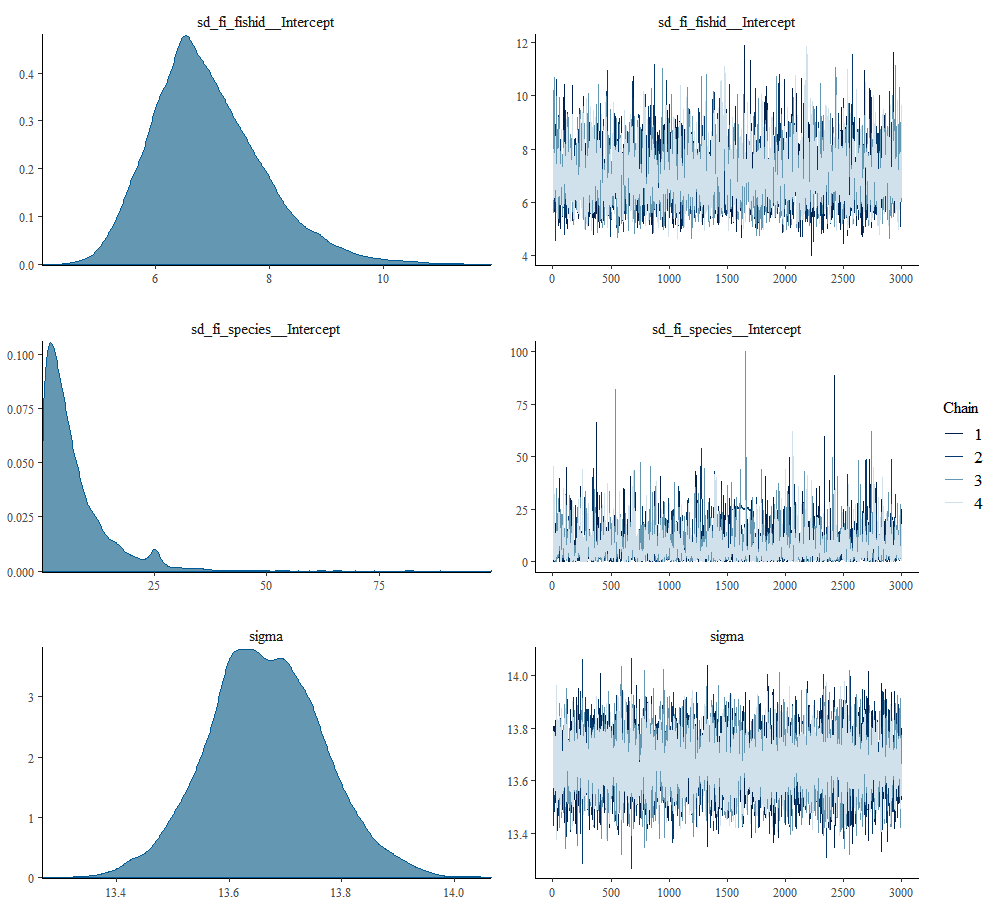 sd_fi_fishid__Intercept
0.4
0.3
0.2
0.1
0.0
6 8 10
sd_fi_fishid__Intercept
12
10
8
6
4
0 500 1000 1500 2000 2500 3000
sd_fi_species__Intercept
0.100
0.075
0.050
0.025
0.000
25 50 75
sd_fi_species__Intercept
100
75
50
25
0
0 500 1000 1500 2000 2500 3000
sigma
3
2
1
0
13.4 13.6 13.8 14.0
sigma
14.0
13.8
13.6
13.4
0 500 1000 1500 2000 2500 3000
Chain
1
2
3
4